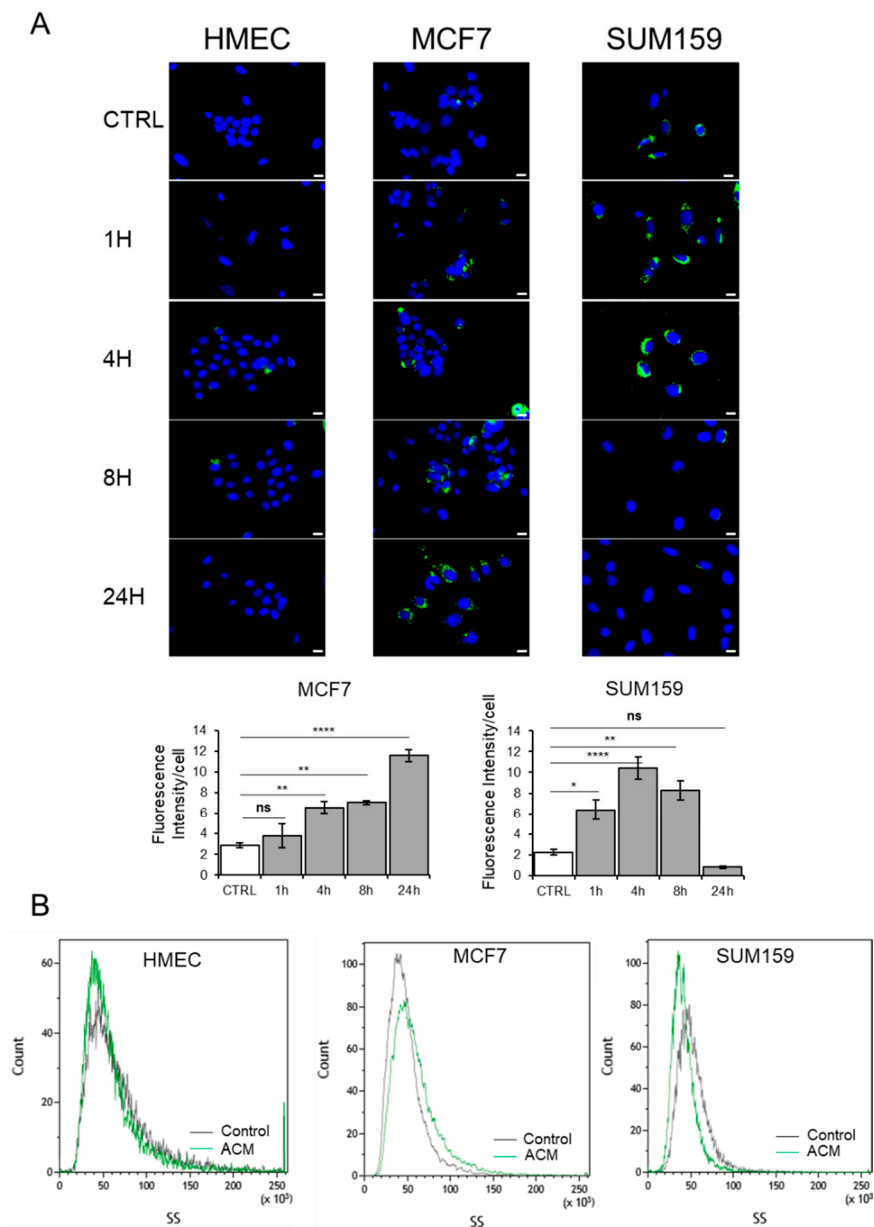 A
HMEC MCF7 SUM159
CTRL
1H
4H
8H
24H
MCF7
Fluorescence
Intensity/cell
14
12
10
8
6
4
2
0
****
**
**
ns
CTRL 1h 4h 8h 24h
SUM159
Fluorescence Intensity/cell
14
12
10
8
6
4
2
0
ns
**
****
*
CTRL 1h 4h 8h 24h
B
HMEC
Count
60
40
20
0
Control
ACM
0 50 100 150 200 250
(x 10³)
SS
MCF7
Count
100
80
60
40
20
0
Control
ACM
0 50 100 150 200 250
(x 10³)
SS
SUM159
Count
100
80
60
40
20
0
Control
ACM
0 50 100 150 200 250
(x 10³)
SS